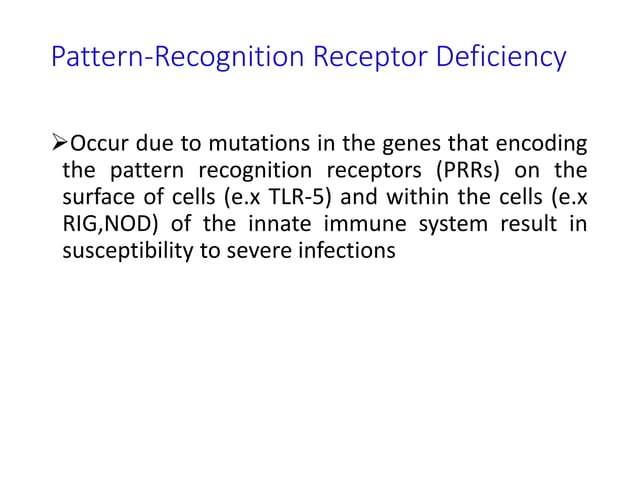 Pattern-Recognition Receptor Deficiency
➢Occur due to mutations in the genes that encoding
the pattern recognition receptors (PRRs) on the
surface of cells (e.x TLR-5) and within the cells (e.x
RIG,NOD) of the innate immune system result in
susceptibility to severe infections